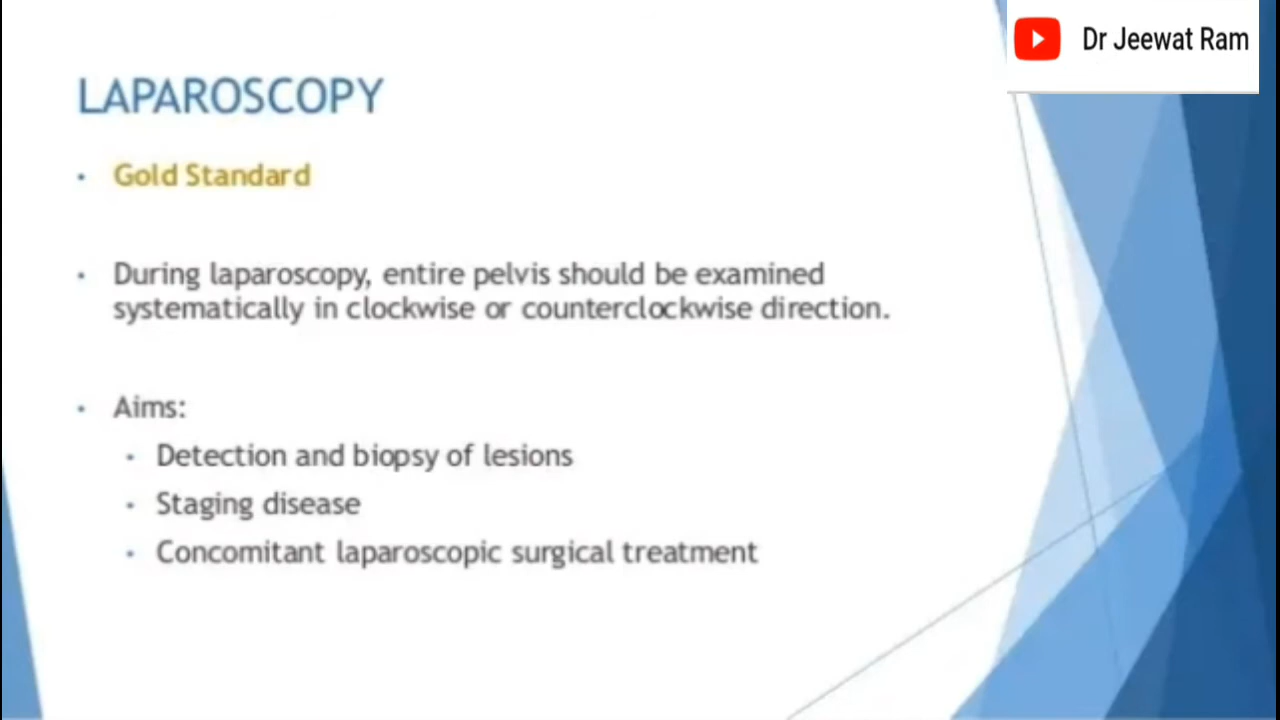 Dr Jeewat Ram
LAPAROSCOPY
• Gold Standard
• During laparoscopy, entire pelvis should be examined
systematically in clockwise or counterclockwise direction.
• Aims:
• Detection and biopsy of lesions
• Staging disease
• Concomitant laparoscopic surgical treatment